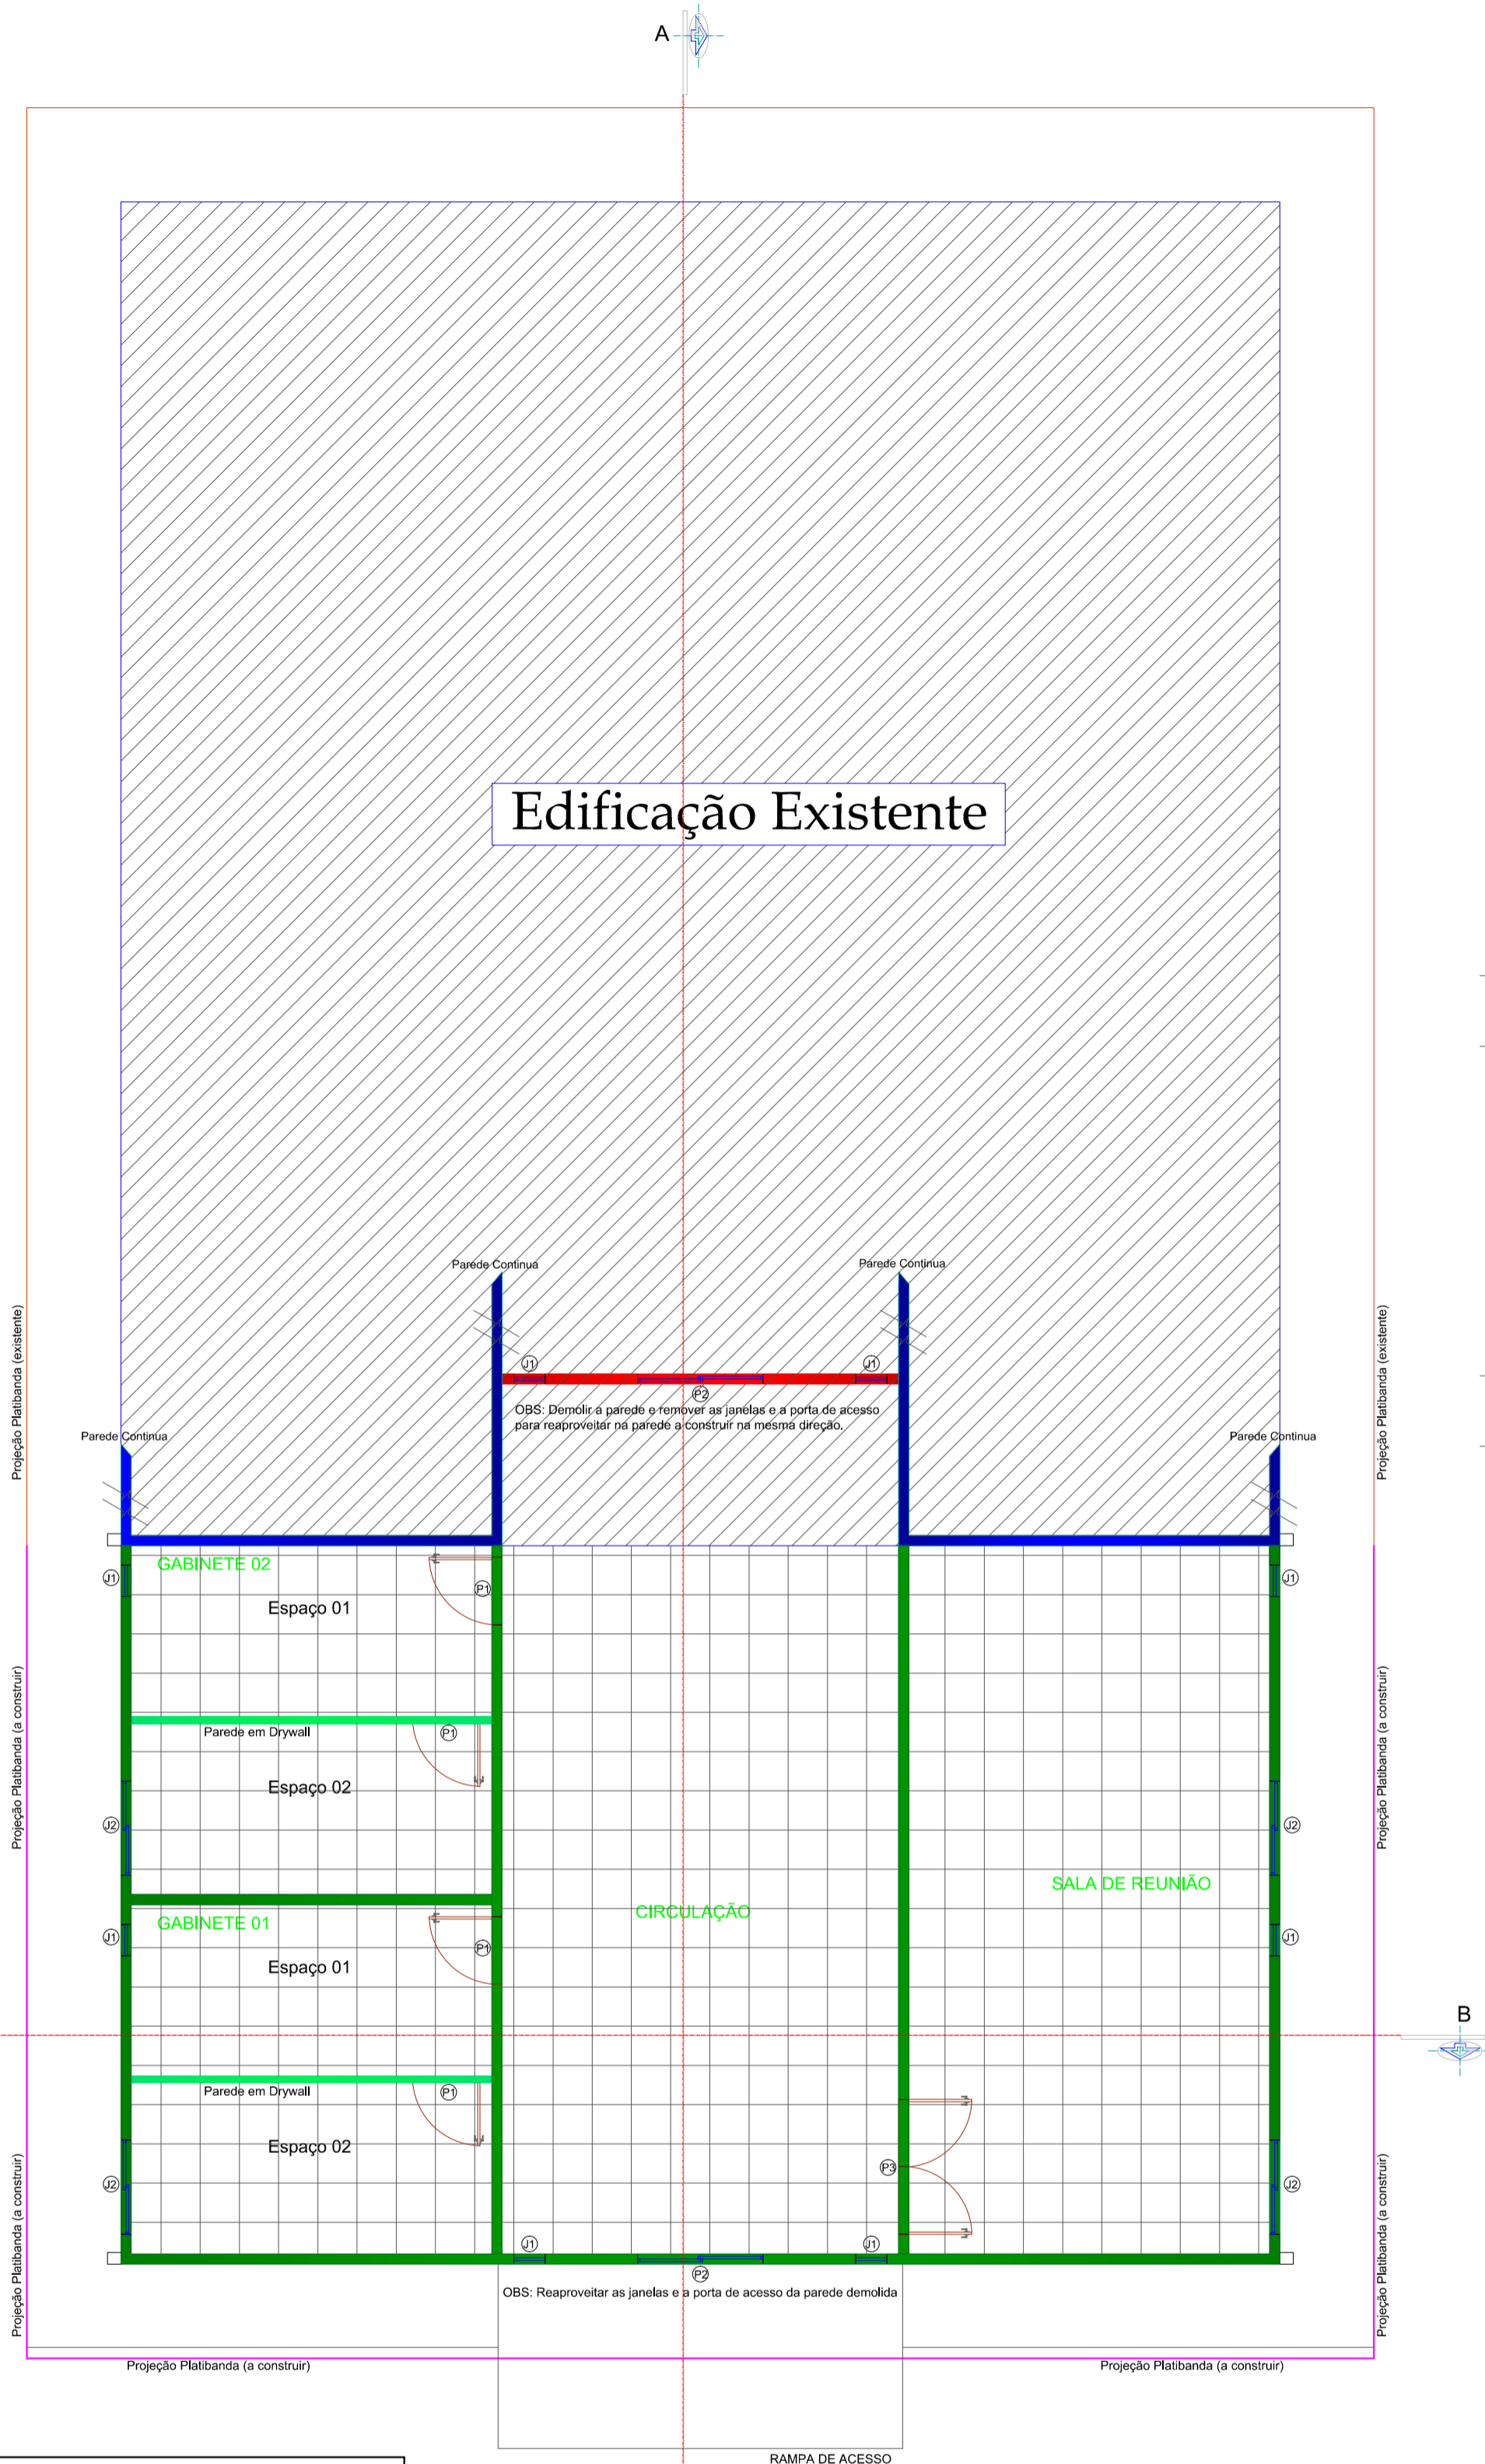 A
Edificação Existente
Parede Continua
Parede Continua
Projeção Platibanda (existente)
Projeção Platibanda (existente)
J1
J1
P2
OBS: Demolir a parede e remover as janelas e a porta de acesso
para reaproveitar na parede a construir na mesma direção.
Parede Continua
Parede Continua
GABINETE 02
J1
P1
J1
Espaço 01
Projeção Platibanda (a construir)
Projeção Platibanda (a construir)
Parede em Drywall
P1
Espaço 02
J2
J2
SALA DE REUNIÃO
CIRCULAÇÃO
GABINETE 01
J1
P1
J1
Espaço 01
B
Parede em Drywall
P1
Espaço 02
P3
J2
J2
Projeção Platibanda (a construir)
Projeção Platibanda (a construir)
J1
J1
P2
OBS: Reaproveitar as janelas e a porta de acesso da parede demolida
Projeção Platibanda (a construir)
Projeção Platibanda (a construir)
RAMPA DE ACESSO